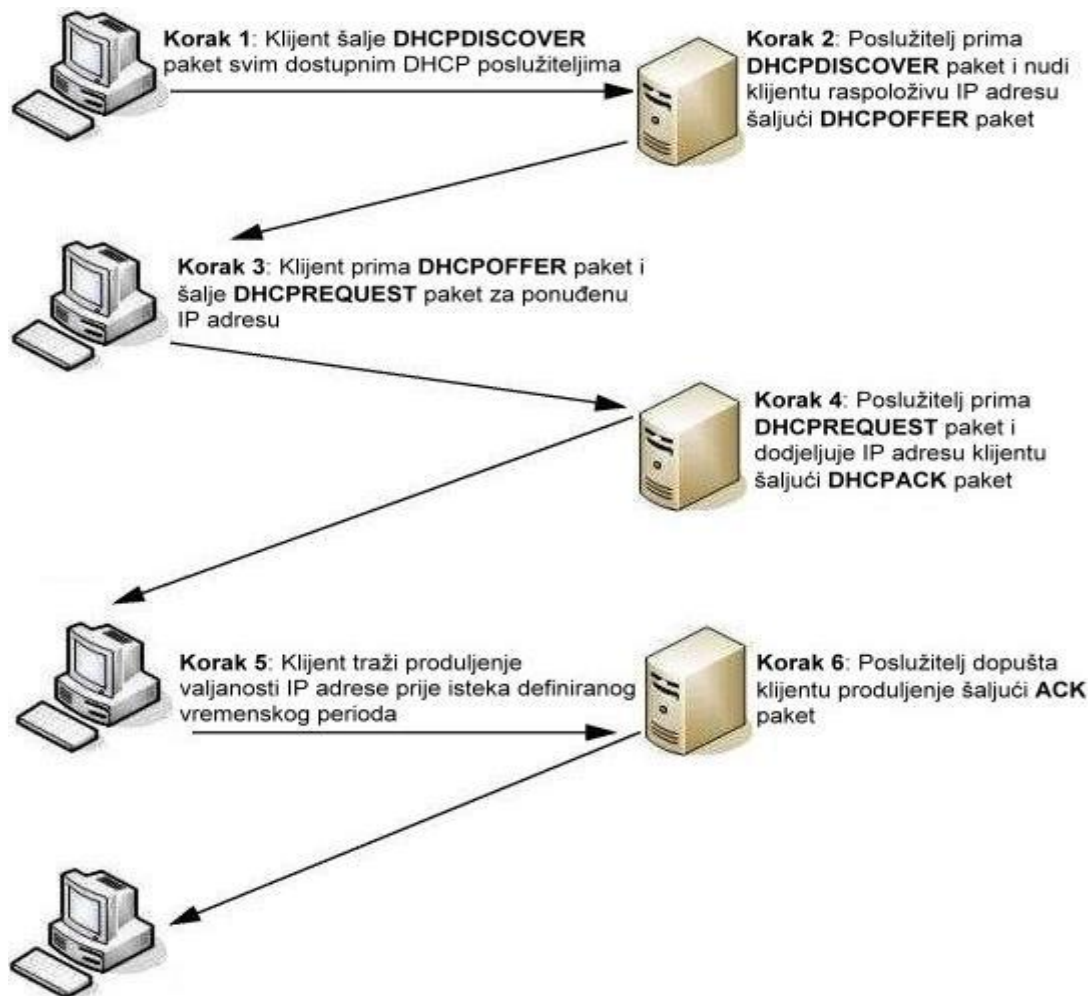 Korak 1: Klijent šalje DHCPDISCOVER
paket svim dostupnim DHCP poslužiteljima
Korak 2: Poslužitelj prima
DHCPDISCOVER paket i nudi
klijentu raspoloživu IP adresu
šaljući DHCPOFFER paket
Korak 3: Klijent prima DHCPOFFER paket i
šalje DHCPREQUEST paket za ponuđenu
IP adresu
Korak 4: Poslužitelj prima
DHCPREQUEST paket i
dodjeljuje IP adresu klijentu
šaljući DHCPACK paket
Korak 5: Klijent traži produljenje
valjanosti IP adrese prije isteka definiranog
vremenskog perioda
Korak 6: Poslužitelj dopušta
klijentu produljenje šaljući ACK
paket